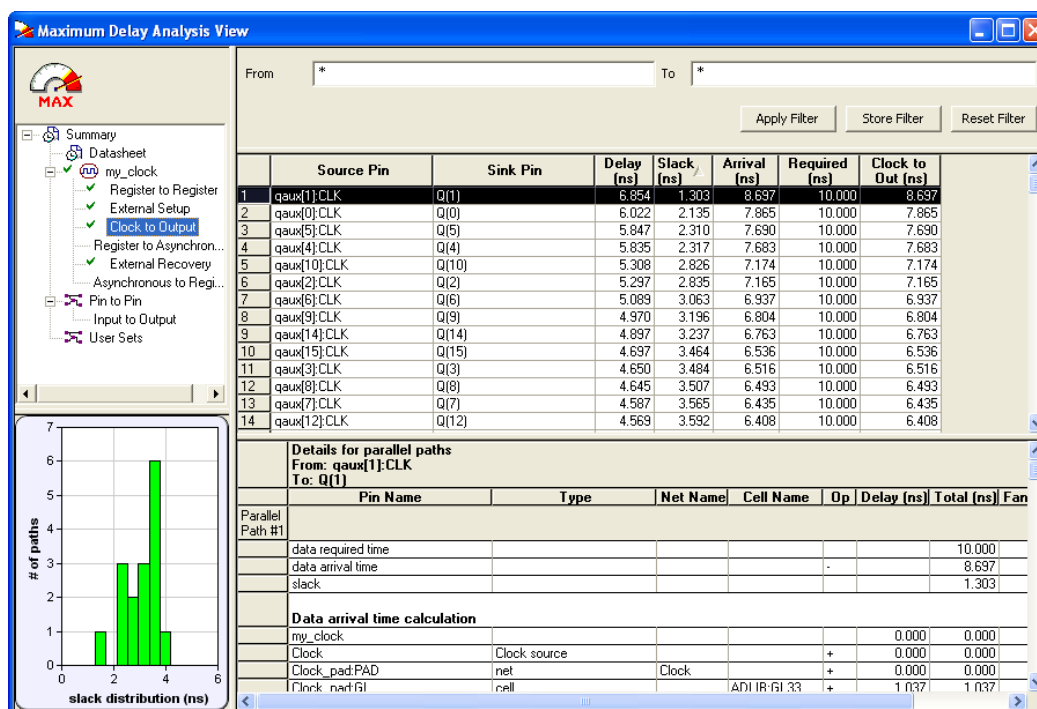 Maximum Delay Analysis View
MAX
Summary
Datasheet
my_clock
Register to Register
External Setup
Clock to Output
Register to Asynchron...
External Recovery
Asynchronous to Regi...
Pin to Pin
Input to Output
User Sets
From * To *
Apply Filter Store Filter Reset Filter
Source Pin Sink Pin Delay (ns) Slack (ns) Arrival (ns) Required (ns) Clock to Out (ns)
1 qaux[1]:CLK Q(1) 6.854 1.303 8.697 10.000 8.697
2 qaux[0]:CLK Q(0) 6.022 2.135 7.865 10.000 7.865
3 qaux[5]:CLK Q(5) 5.847 2.310 7.690 10.000 7.690
4 qaux[4]:CLK Q(4) 5.835 2.317 7.683 10.000 7.683
5 qaux[10]:CLK Q(10) 5.308 2.826 7.174 10.000 7.174
6 qaux[2]:CLK Q(2) 5.297 2.835 7.165 10.000 7.165
7 qaux[6]:CLK Q(6) 5.089 3.063 6.937 10.000 6.937
8 qaux[9]:CLK Q(9) 4.970 3.196 6.804 10.000 6.804
9 qaux[14]:CLK Q(14) 4.897 3.237 6.763 10.000 6.763
10 qaux[15]:CLK Q(15) 4.697 3.464 6.536 10.000 6.536
11 qaux[3]:CLK Q(3) 4.650 3.484 6.516 10.000 6.516
12 qaux[8]:CLK Q(8) 4.645 3.507 6.493 10.000 6.493
13 qaux[7]:CLK Q(7) 4.587 3.565 6.435 10.000 6.435
14 qaux[12]:CLK Q(12) 4.569 3.592 6.408 10.000 6.408
7
6
5
4
3
2
1
0
# of paths
0 2 4 6
slack distribution (ns)
Details for parallel paths
From: qaux[1]:CLK
To: Q(1)
Pin Name Type Net Name Cell Name Op Delay (ns) Total (ns) Fan
Parallel Path #1
data required time 10.000
data arrival time - 8.697
slack 1.303
Data arrival time calculation
my_clock 0.000 0.000
Clock Clock source + 0.000 0.000
Clock_pad:PAD net Clock + 0.000 0.000
Clock_pad:GL cell ADLIB:GL33 + 1.037 1.037